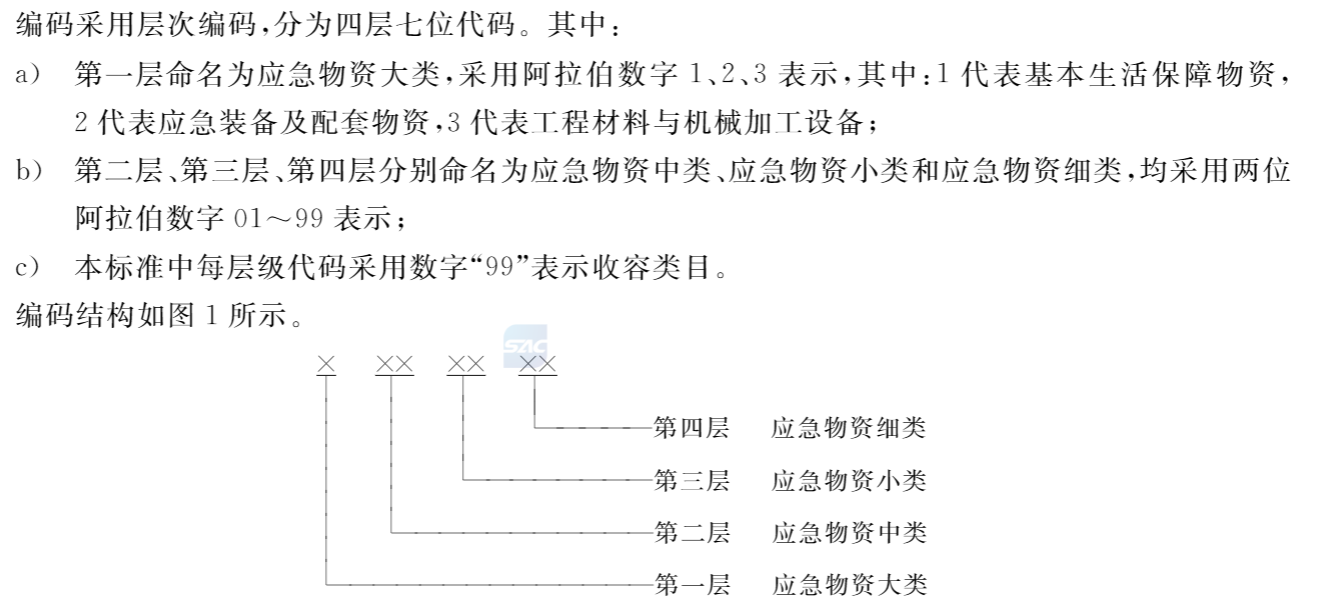 编码采用层次编码,分为四层七位代码。其中:
a) 第一层命名为应急物资大类,采用阿拉伯数字 1、2、3 表示,其中:1 代表基本生活保障物资,
2 代表应急装备及配套物资,3 代表工程材料与机械加工设备;
b) 第二层、第三层、第四层分别命名为应急物资中类、应急物资小类和应急物资细类,均采用两位
阿拉伯数字 01～99 表示;
c) 本标准中每层级代码采用数字“99”表示收容类目。
编码结构如图 1 所示。
SAC
× ×× ×× ××
第四层 应急物资细类
第三层 应急物资小类
第二层 应急物资中类
第一层 应急物资大类